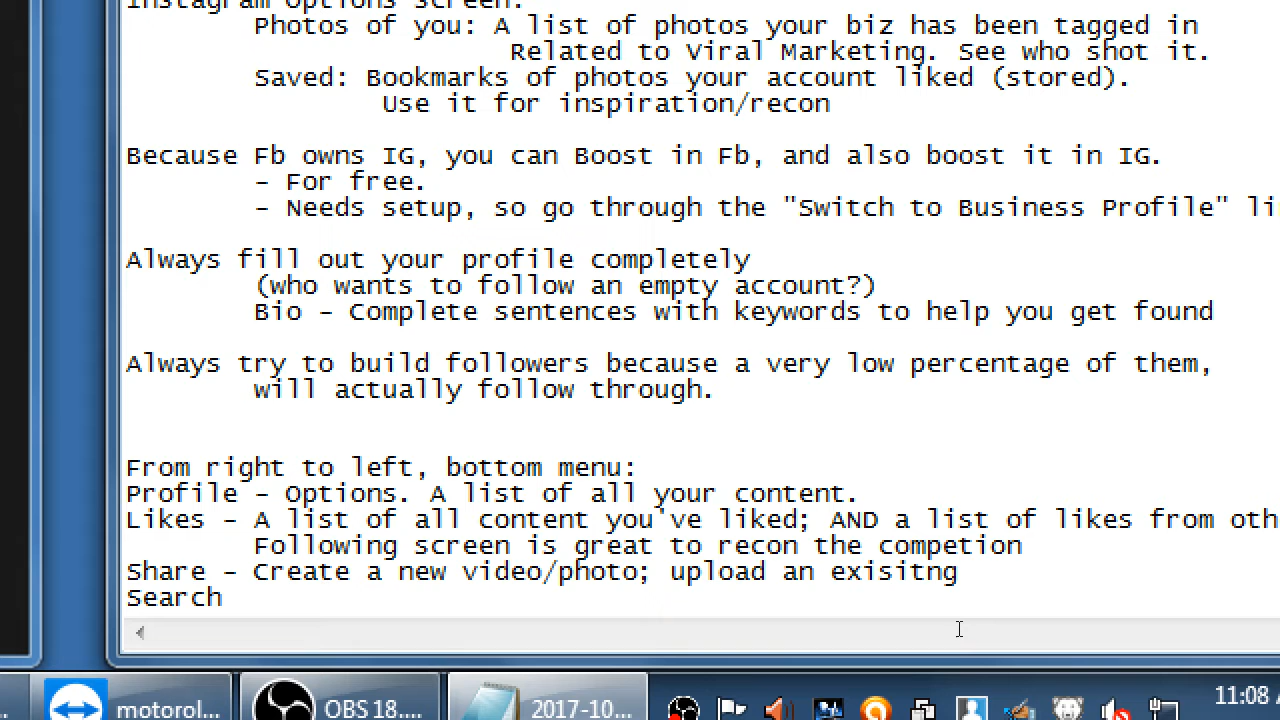 Instagram Options screen:
Photos of you: A list of photos your biz has been tagged in
Related to Viral Marketing. See who shot it.
Saved: Bookmarks of photos your account liked (stored).
Use it for inspiration/recon
Because Fb owns IG, you can Boost in Fb, and also boost it in IG.
- For free.
- Needs setup, so go through the "Switch to Business Profile"
Always fill out your profile completely
(who wants to follow an empty account?)
Bio - Complete sentences with keywords to help you get found
Always try to build followers because a very low percentage of them,
will actually follow through.
From right to left, bottom menu:
Profile - Options. A list of all your content.
Likes - A list of all content you've liked; AND a list of likes from
Following screen is great to recon the competion
Share - Create a new video/photo; upload an exisitng
Search
motorol...
OBS 18....
2017-10...
11:08